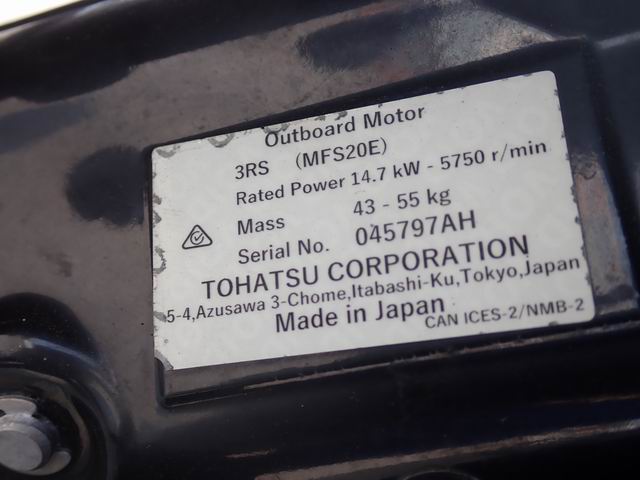 Outboard Motor
3RS (MFS20E)
Rated Power 14.7 kW - 5750 r/min
Mass 43 - 55 kg
Serial No. 045797AH
TOHATSU CORPORATION
5-4,Azusawa 3-Chome,Itabashi-Ku,Tokyo,Japan
Made in Japan
CAN ICES-2/NMB-2